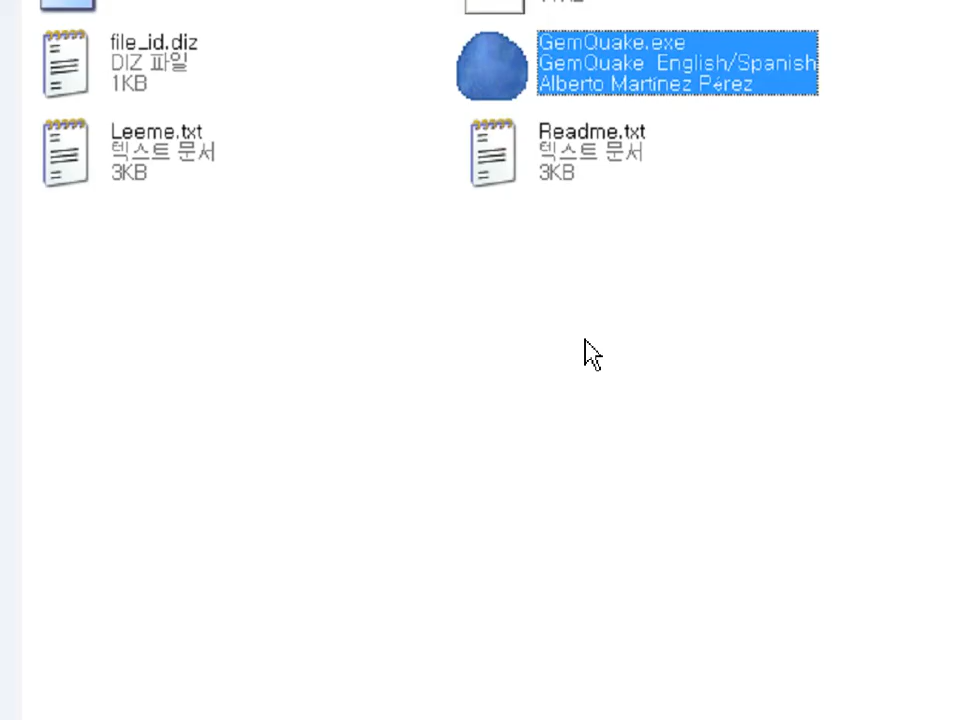 file_id.diz
DIZ 파일
1KB
GemQuake.exe
GemQuake English/Spanish
Alberto Martínez Pérez
Leeme.txt
텍스트 문서
3KB
Readme.txt
텍스트 문서
3KB